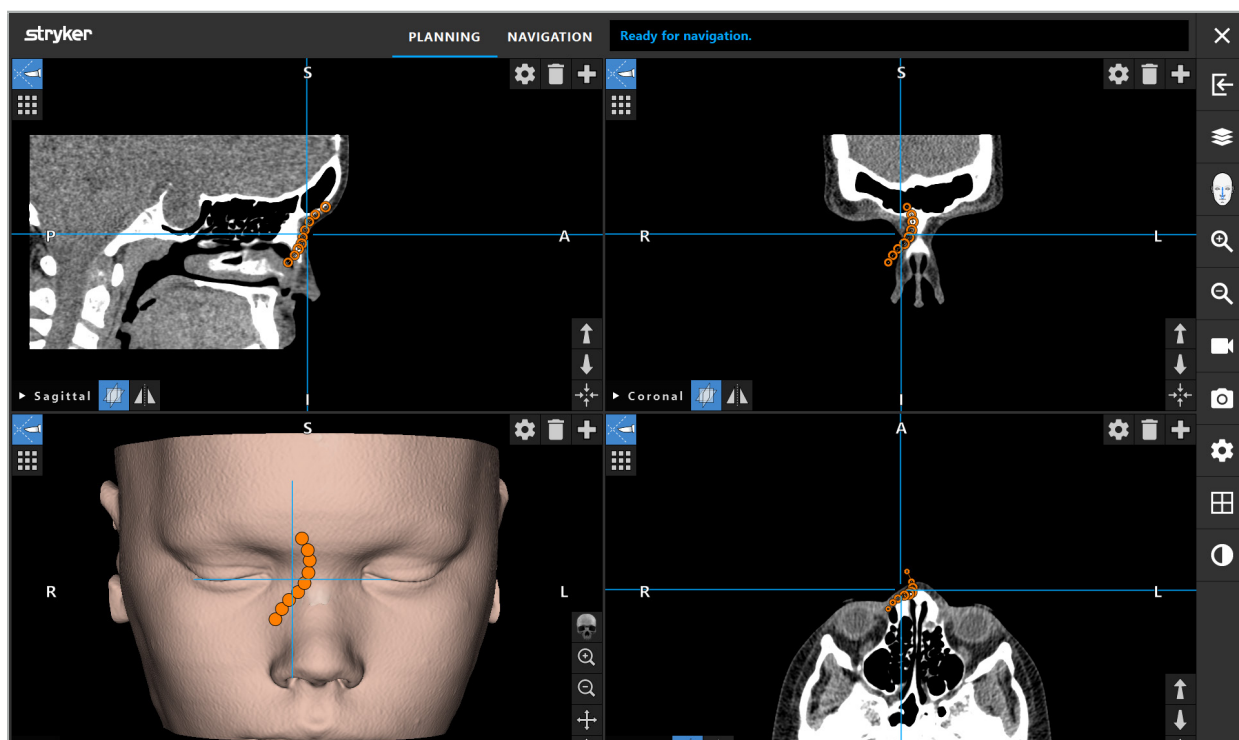 stryker
PLANNING NAVIGATION Ready for navigation.
S S
P A R L
Sagittal I Coronal I
S A
R L R L